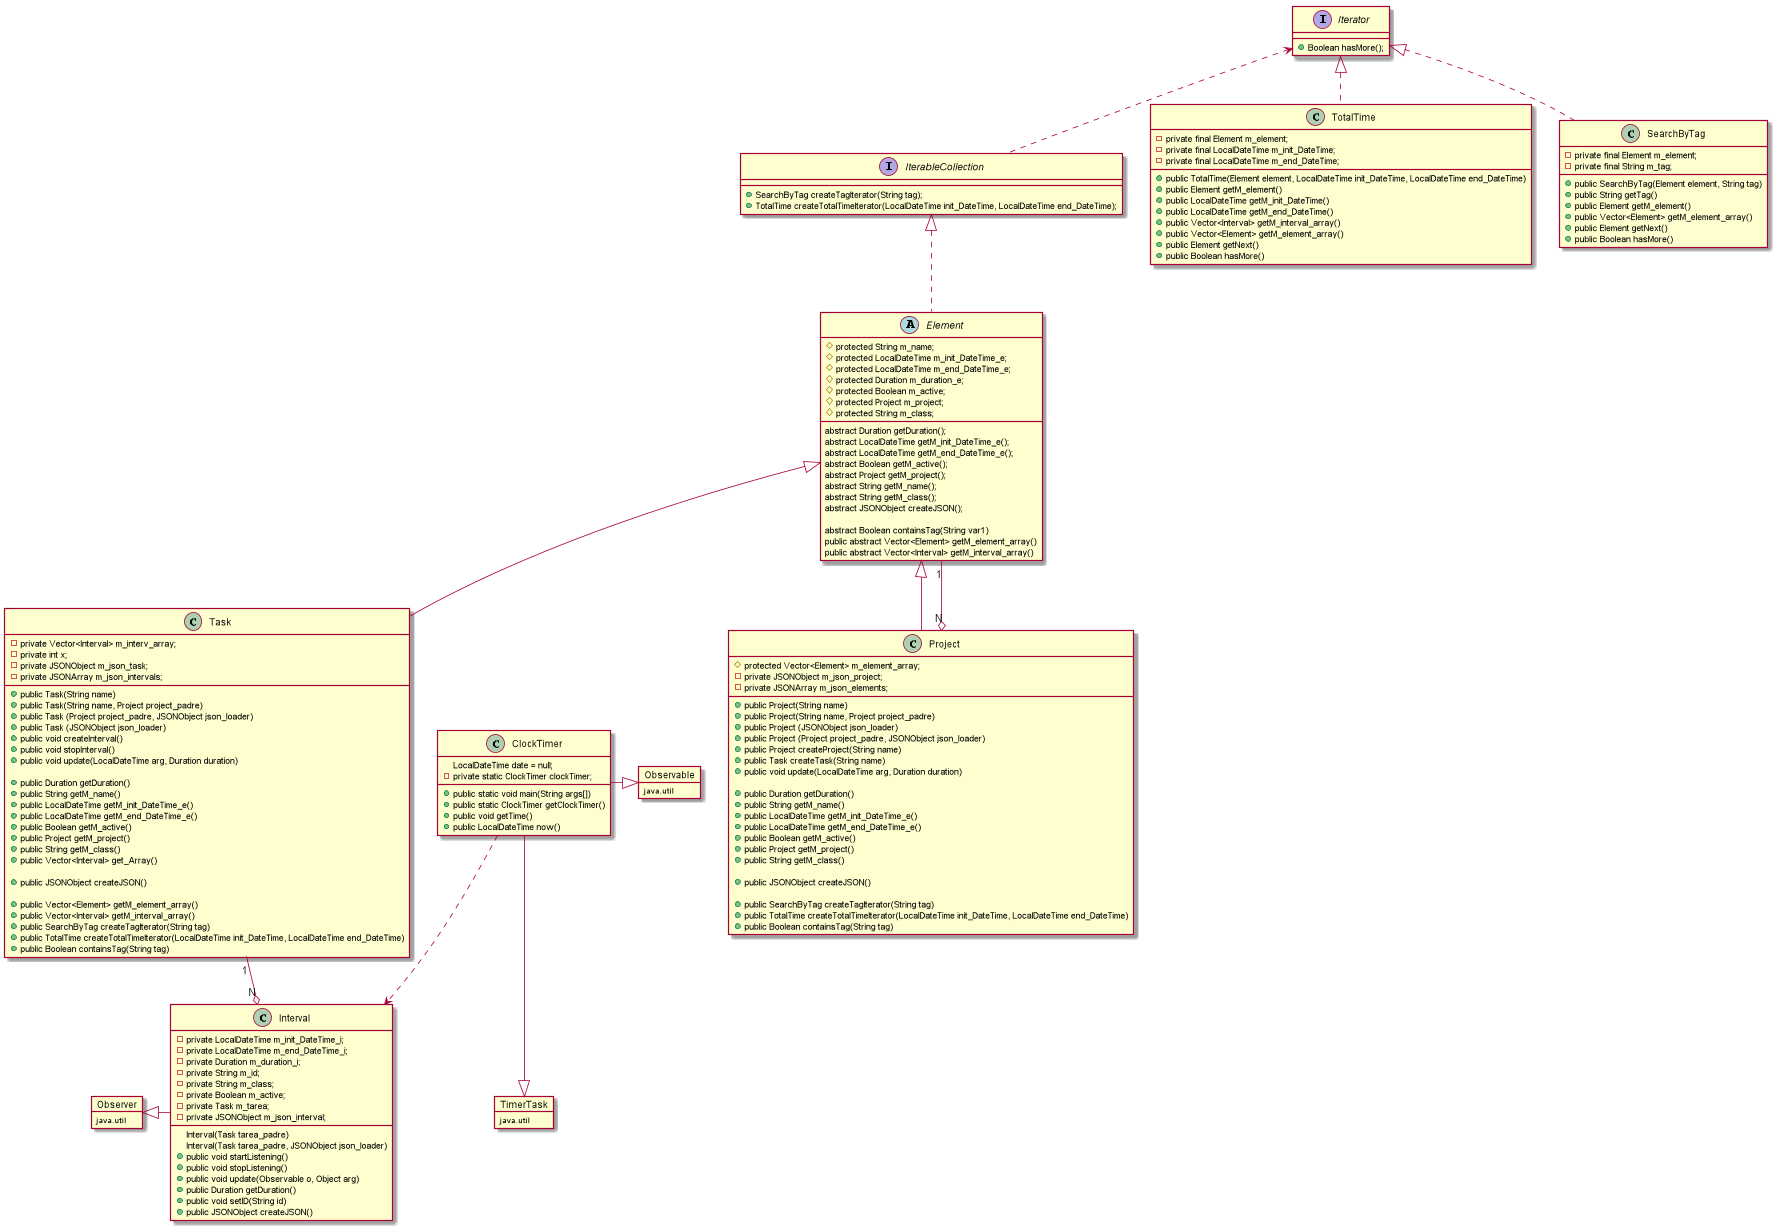 I Iterator
Boolean hasMore();
C TotalTime
private final Element m_element;
private final LocalDateTime m_init_DateTime;
private final LocalDateTime m_end_DateTime;
public TotalTime(Element element, LocalDateTime init_DateTime, LocalDateTime end_DateTime)
public Element getM_element()
public LocalDateTime getM_init_DateTime()
public LocalDateTime getM_end_DateTime()
public Vector<Interval> getM_interval_array()
public Vector<Element> getM_element_array()
public Element getNext()
public Boolean hasMore()
C SearchByTag
private final Element m_element;
private final String m_tag;
public SearchByTag(Element element, String tag)
public String getTag()
public Element getM_element()
public Vector<Element> getM_element_array()
public Element getNext()
public Boolean hasMore()
I IterableCollection
SearchByTag createTagIterator(String tag);
TotalTime createTotalTimeIterator(LocalDateTime init_DateTime, LocalDateTime end_DateTime);
A Element
protected String m_name;
protected LocalDateTime m_init_DateTime_e;
protected LocalDateTime m_end_DateTime_e;
protected Duration m_duration_e;
protected Boolean m_active;
protected Project m_project;
protected String m_class;
abstract Duration getDuration();
abstract LocalDateTime getM_init_DateTime_e();
abstract LocalDateTime getM_end_DateTime_e();
abstract Boolean getM_active();
abstract Project getM_project();
abstract String getM_name();
abstract String getM_class();
abstract JSONObject createJSON();
abstract Boolean containsTag(String var1)
public abstract Vector<Element> getM_element_array()
public abstract Vector<Interval> getM_interval_array()
1
N
C Task
private Vector<Interval> m_interv_array;
private int x;
private JSONObject m_json_task;
private JSONArray m_json_intervals;
public Task(String name)
public Task(String name, Project project_padre)
public Task (Project project_padre, JSONObject json_loader)
public Task (JSONObject json_loader)
public void createInterval()
public void stopInterval()
public void update(LocalDateTime arg, Duration duration)
public Duration getDuration()
public String getM_name()
public LocalDateTime getM_init_DateTime_e()
public LocalDateTime getM_end_DateTime_e()
public Boolean getM_active()
public Project getM_project()
public String getM_class()
public Vector<Interval> get_Array()
public JSONObject createJSON()
public Vector<Element> getM_element_array()
public Vector<Interval> getM_interval_array()
public SearchByTag createTagIterator(String tag)
public TotalTime createTotalTimeIterator(LocalDateTime init_DateTime, LocalDateTime end_DateTime)
public Boolean containsTag(String tag)
C ClockTimer
LocalDateTime date = null;
private static ClockTimer clockTimer;
public static void main(String args[])
public static ClockTimer getClockTimer()
public void getTime()
public LocalDateTime now()
Observable
java.util
C Project
protected Vector<Element> m_element_array;
private JSONObject m_json_project;
private JSONArray m_json_elements;
public Project(String name)
public Project(String name, Project project_padre)
public Project (JSONObject json_loader)
public Project (Project project_padre, JSONObject json_loader)
public Project createProject(String name)
public Task createTask(String name)
public void update(LocalDateTime arg, Duration duration)
public Duration getDuration()
public String getM_name()
public LocalDateTime getM_init_DateTime_e()
public LocalDateTime getM_end_DateTime_e()
public Boolean getM_active()
public Project getM_project()
public String getM_class()
public JSONObject createJSON()
public SearchByTag createTagIterator(String tag)
public TotalTime createTotalTimeIterator(LocalDateTime init_DateTime, LocalDateTime end_DateTime)
public Boolean containsTag(String tag)
1
N
C Interval
private LocalDateTime m_init_DateTime_i;
private LocalDateTime m_end_DateTime_i;
private Duration m_duration_i;
private String m_id;
private String m_class;
private Boolean m_active;
private Task m_tarea;
private JSONObject m_json_interval;
Interval(Task tarea_padre)
Interval(Task tarea_padre, JSONObject json_loader)
public void startListening()
public void stopListening()
public void update(Observable o, Object arg)
public Duration getDuration()
public void setID(String id)
public JSONObject createJSON()
Observer
java.util
TimerTask
java.util